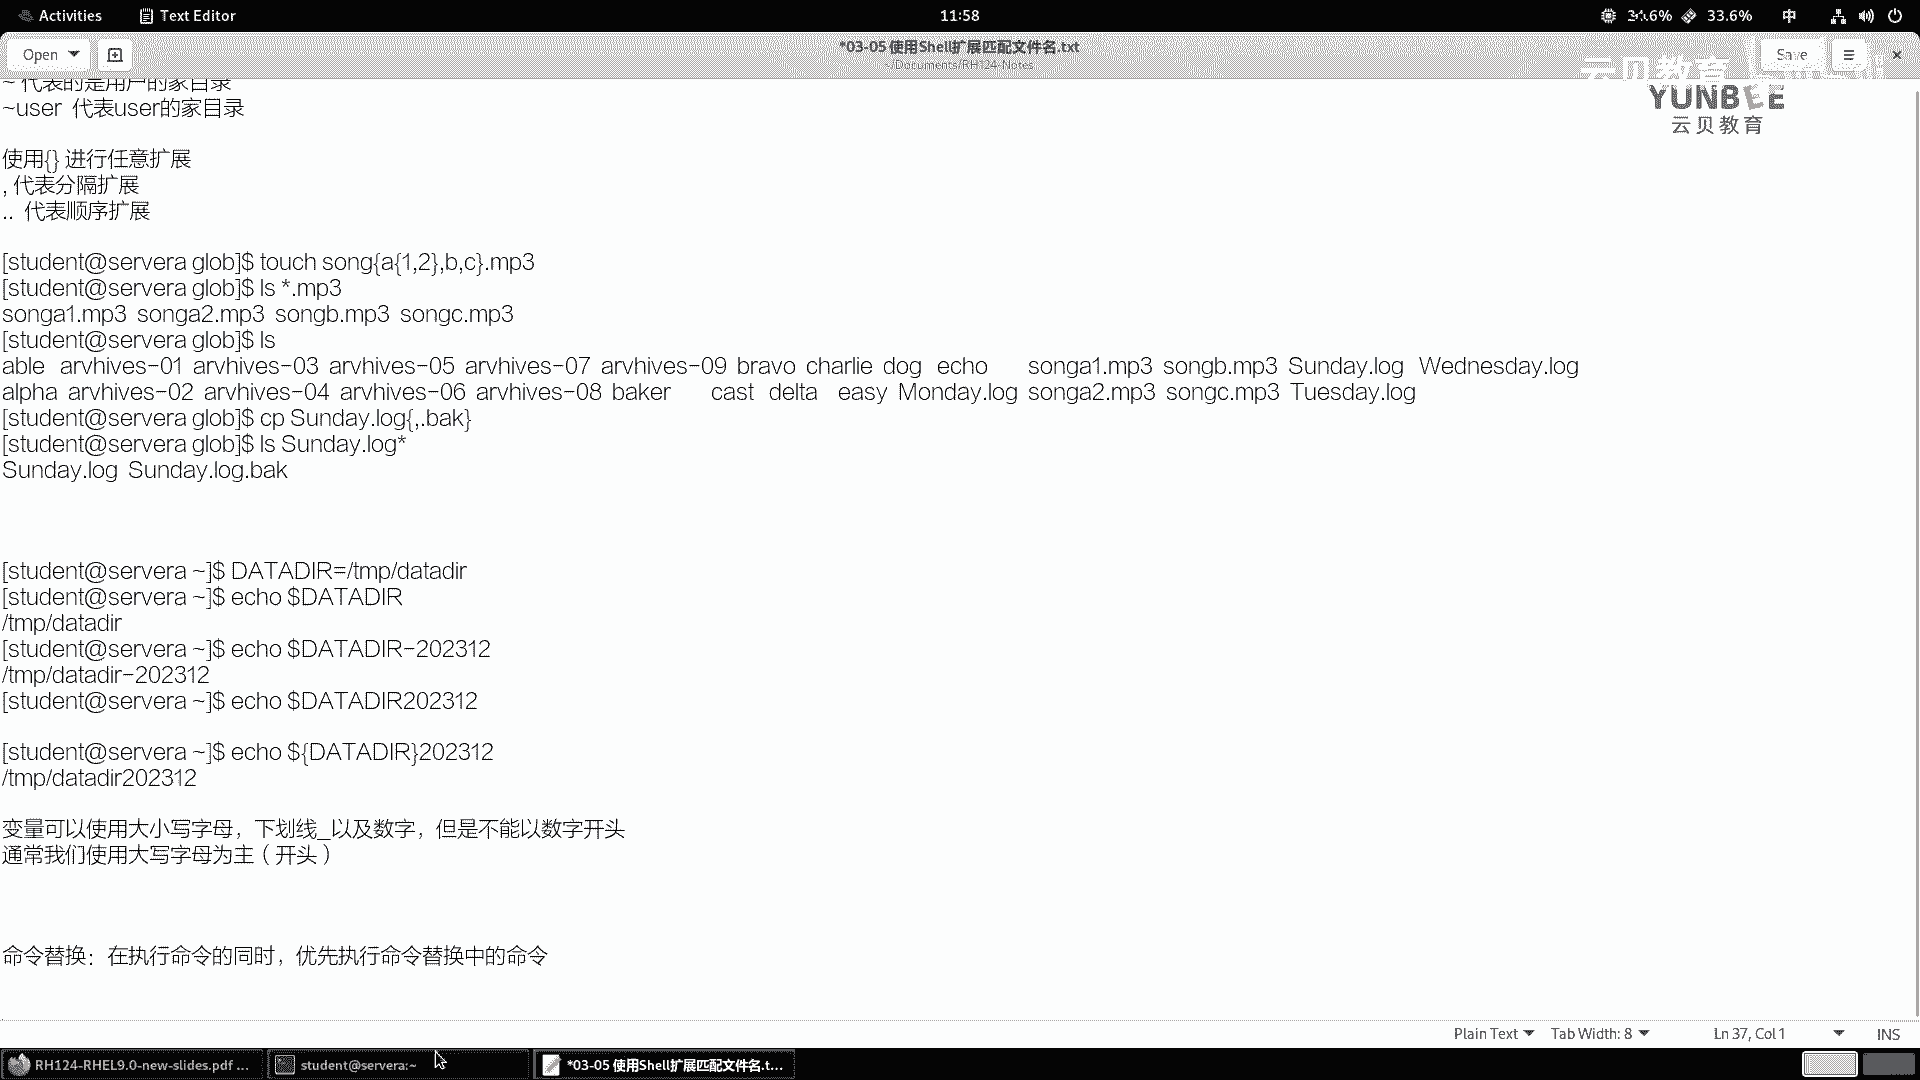 Activities
Text Editor
11:58
33.6%
中
Open
*03-05 使用Shell扩展匹配文件名.txt
~/Documents/RH124-Notes
Save
YUNBEE
云贝教育
~ 代表的是用户的家目录
~user 代表user的家目录
使用{} 进行任意扩展
, 代表分隔扩展
.. 代表顺序扩展
[student@servera glob]$ touch song{a{1,2},b,c}.mp3
[student@servera glob]$ ls *.mp3
songa1.mp3 songa2.mp3 songb.mp3 songc.mp3
[student@servera glob]$ ls
able arvhives-01 arvhives-03 arvhives-05 arvhives-07 arvhives-09 bravo charlie dog echo songa1.mp3 songb.mp3 Sunday.log Wednesday.log
alpha arvhives-02 arvhives-04 arvhives-06 arvhives-08 baker cast delta easy Monday.log songa2.mp3 songc.mp3 Tuesday.log
[student@servera glob]$ cp Sunday.log{,.bak}
[student@servera glob]$ ls Sunday.log*
Sunday.log Sunday.log.bak
[student@servera ~]$ DATADIR=/tmp/datadir
[student@servera ~]$ echo $DATADIR
/tmp/datadir
[student@servera ~]$ echo $DATADIR-202312
/tmp/datadir-202312
[student@servera ~]$ echo $DATADIR202312
[student@servera ~]$ echo ${DATADIR}202312
/tmp/datadir202312
变量可以使用大小写字母，下划线_以及数字，但是不能以数字开头
通常我们使用大写字母为主（开头）
命令替换：在执行命令的同时，优先执行命令替换中的命令
Plain Text
Tab Width: 8
Ln 37, Col 1
INS
RH124-RHEL9.0-new-slides.pdf ...
student@servera:~
*03-05 使用Shell扩展匹配文件名.t...